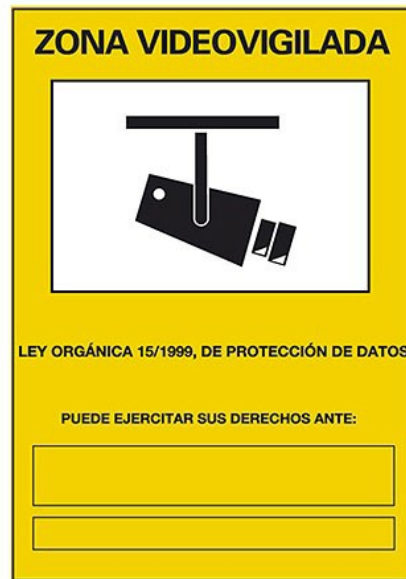 ZONA VIDEOVIGILADA
LEY ORGÁNICA 15/1999, DE PROTECCIÓN DE DATOS
PUEDE EJERCITAR SUS DERECHOS ANTE: